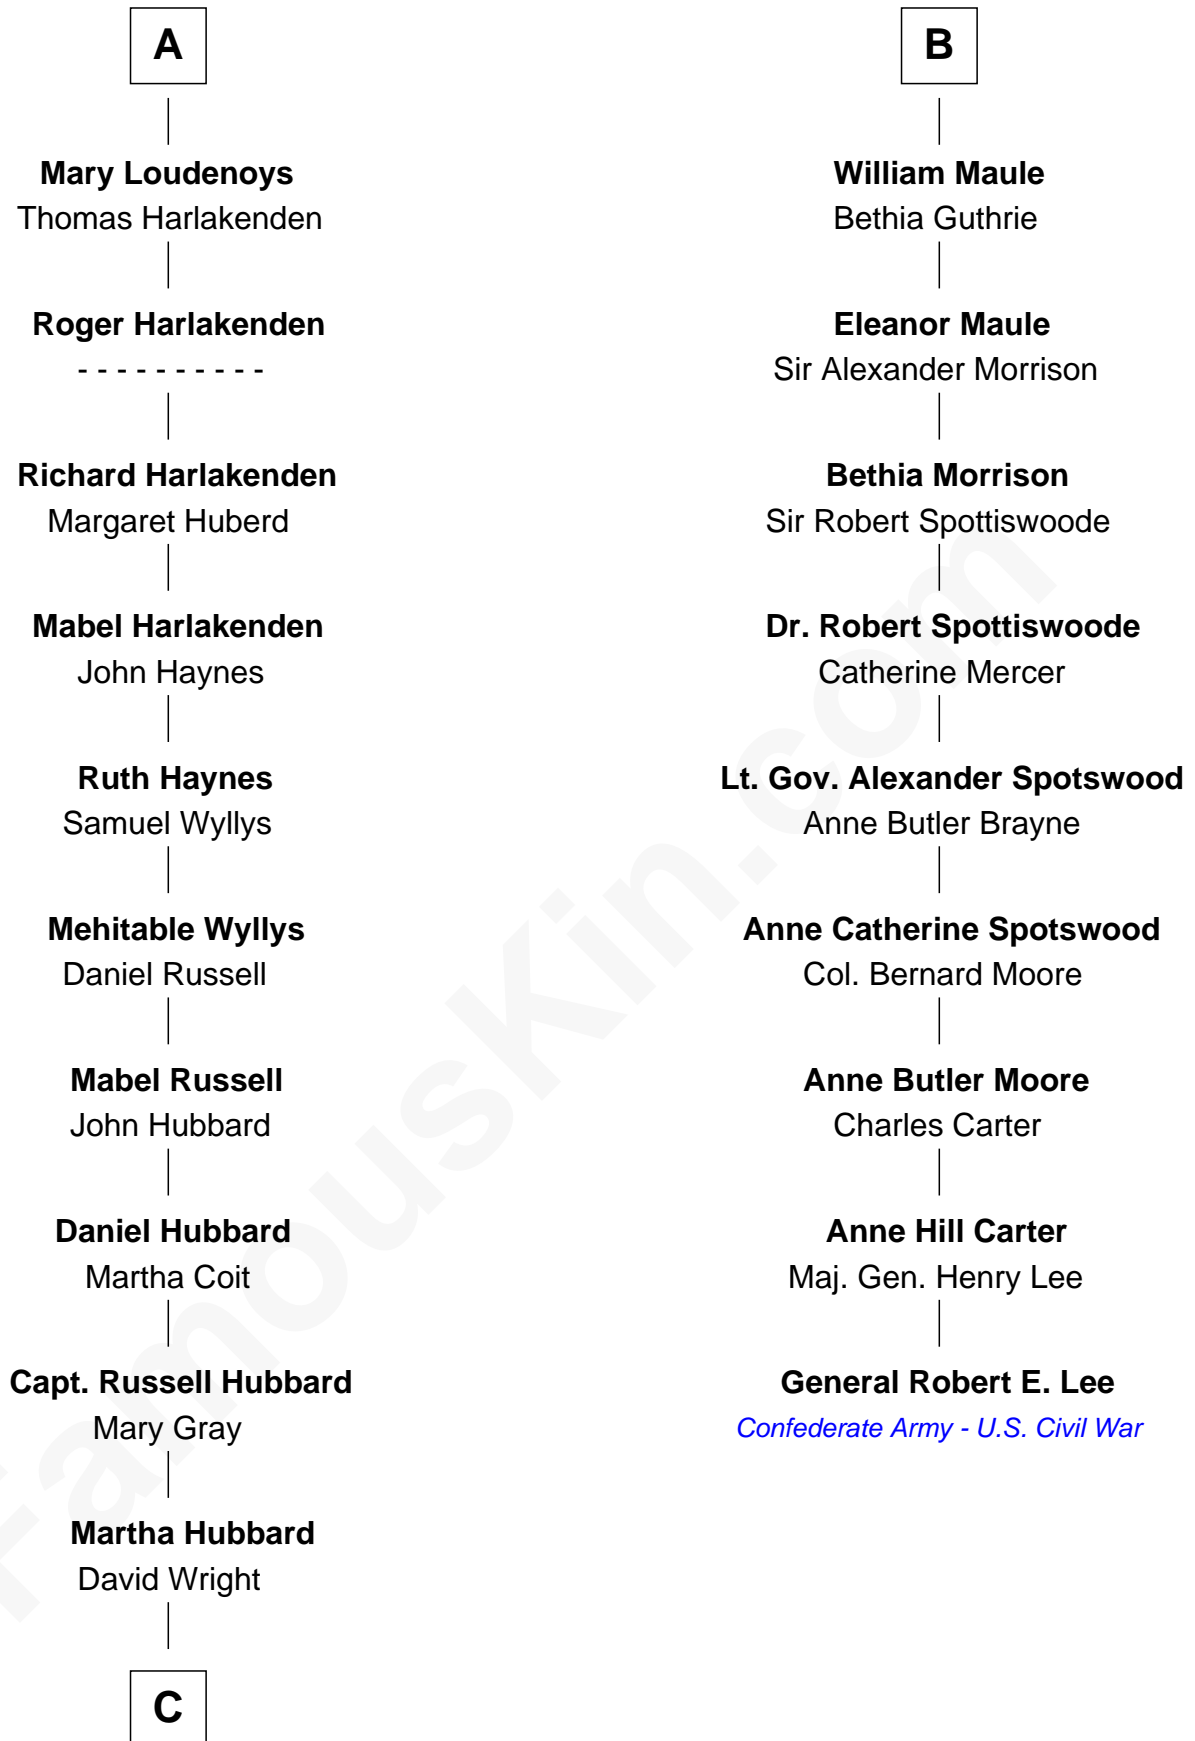 A
Mary Loudenoys
Thomas Harlakenden
Roger Harlakenden
- - - - - - - - - -
Richard Harlakenden
Margaret Huberd
Mabel Harlakenden
John Haynes
Ruth Haynes
Samuel Wyllys
Mehitable Wyllys
Daniel Russell
Mabel Russell
John Hubbard
Daniel Hubbard
Martha Coit
Capt. Russell Hubbard
Mary Gray
Martha Hubbard
David Wright
C
B
William Maule
Bethia Guthrie
Eleanor Maule
Sir Alexander Morrison
Bethia Morrison
Sir Robert Spottiswoode
Dr. Robert Spottiswoode
Catherine Mercer
Lt. Gov. Alexander Spotswood
Anne Butler Brayne
Anne Catherine Spotswood
Col. Bernard Moore
Anne Butler Moore
Charles Carter
Anne Hill Carter
Maj. Gen. Henry Lee
General Robert E. Lee
Confederate Army - U.S. Civil War
FamousKin.com